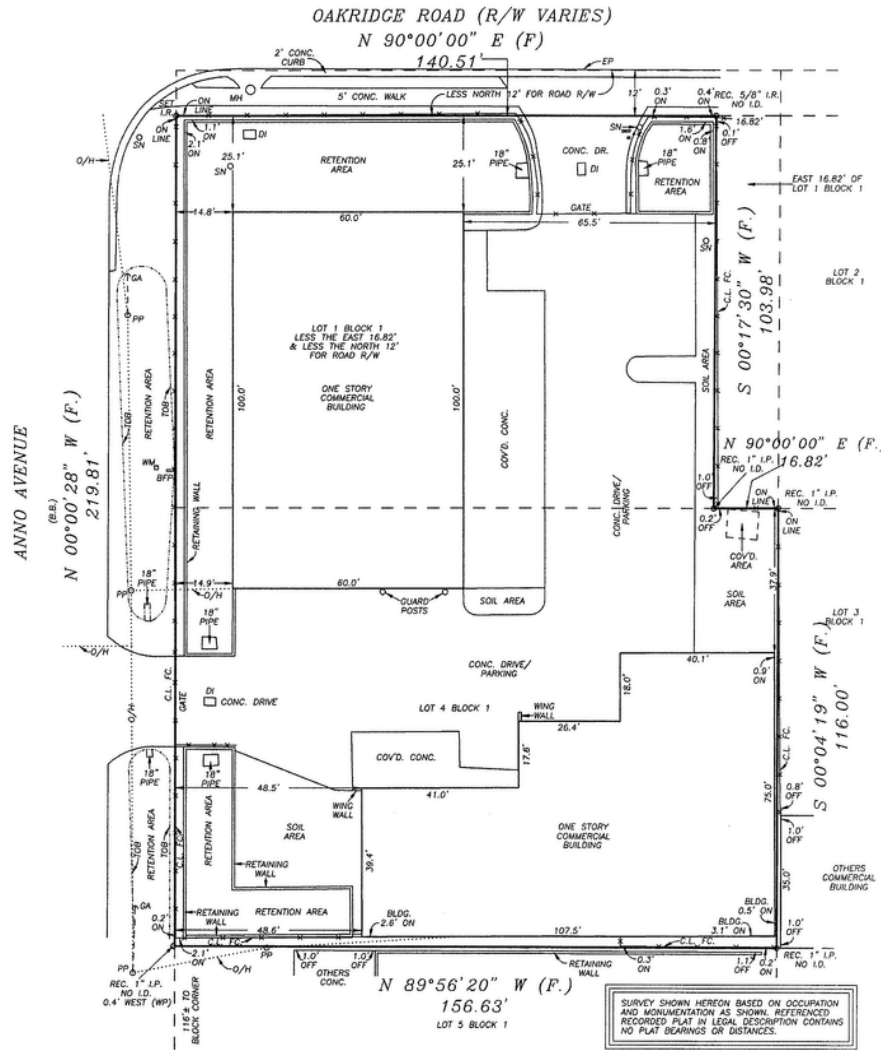 OAKRIDGE ROAD (R/W VARIES)
N 90°00'00" E (F)
140.51'
2' CONC.
CURB
EP
MH
5' CONC. WALK
LESS NORTH 12' FOR ROAD R/W
12'
0.3'
ON
0.4'
ON
REC. 5/8" I.R.
NO I.D.
SET
I.R.
ON
LINE
ON
LINE
1.1'
ON
2.1'
ON
DI
SN
O/H
25.1'
SN
RETENTION
AREA
25.1'
18"
PIPE
CONC. DR.
DI
SN
1.6'
ON
0.8'
ON
16.82'
0.1'
OFF
18"
PIPE
RETENTION
AREA
EAST 16.82' OF
LOT 1 BLOCK 1
14.8'
60.0'
GATE
65.5'
SN
C.L. FC.
S 00°17'30" W (F.)
103.98'
LOT 2
BLOCK 1
GA
PP
LOT 1 BLOCK 1
LESS THE EAST 16.82'
& LESS THE NORTH 12'
FOR ROAD R/W
ONE STORY
COMMERCIAL
BUILDING
100.0'
100.0'
COV'D. CONC.
SOIL AREA
RETENTION AREA
TOB
TOB
RETENTION AREA
WM
BFP
RETAINING WALL
ANNO AVENUE
(B.B.)
N 00°00'28" W (F.)
219.81'
CONC. DRIVE/
PARKING
N 90°00'00" E (F.)
REC. 1" I.P.
NO I.D.
16.82'
1.0'
OFF
0.2'
OFF
ON
LINE
REC. 1" I.P.
NO I.D.
ON
LINE
COV'D.
AREA
SOIL
AREA
37.9'
LOT 3
BLOCK 1
18"
PIPE
PP
14.9'
O/H
60.0'
GUARD
POSTS
SOIL AREA
18"
PIPE
O/H
C.L. FC.
GATE
O/H
DI
CONC. DRIVE
CONC. DRIVE/
PARKING
LOT 4 BLOCK 1
WING
WALL
26.4'
18.0'
40.1'
0.9'
ON
C.L. FC.
S 00°04'19" W (F.)
116.00'
17.6'
COV'D. CONC.
18"
PIPE
18"
PIPE
48.5'
WING
WALL
41.0'
75.0'
0.8'
OFF
1.0'
OFF
RETENTION AREA
TOB
TOB
C.L. FC.
RETENTION AREA
SOIL
AREA
39.4'
ONE STORY
COMMERCIAL
BUILDING
35.0'
OTHERS
COMMERCIAL
BUILDING
RETAINING
WALL
GA
0.2'
ON
RETAINING
WALL
RETENTION AREA
48.6'
BLDG.
2.6' ON
107.5'
BLDG.
0.5' ON
BLDG.
3.1' ON
1.0'
OFF
C.L. FC.
C.L. FC.
2.1'
ON
PP
PP
O/H
1.0'
OFF
1.0'
OFF
OTHERS
CONC.
0.3'
ON
RETAINING
WALL
1.1'
OFF
0.2'
ON
REC. 1" I.P.
NO I.D.
REC. 1" I.P.
NO I.D.
0.4' WEST (WP)
116'± TO
BLOCK CORNER
N 89°56'20" W (F.)
156.63'
LOT 5 BLOCK 1
SURVEY SHOWN HEREON BASED ON OCCUPATION
AND MONUMENTATION AS SHOWN. REFERENCED
RECORDED PLAT IN LEGAL DESCRIPTION CONTAINS
NO PLAT BEARINGS OR DISTANCES.